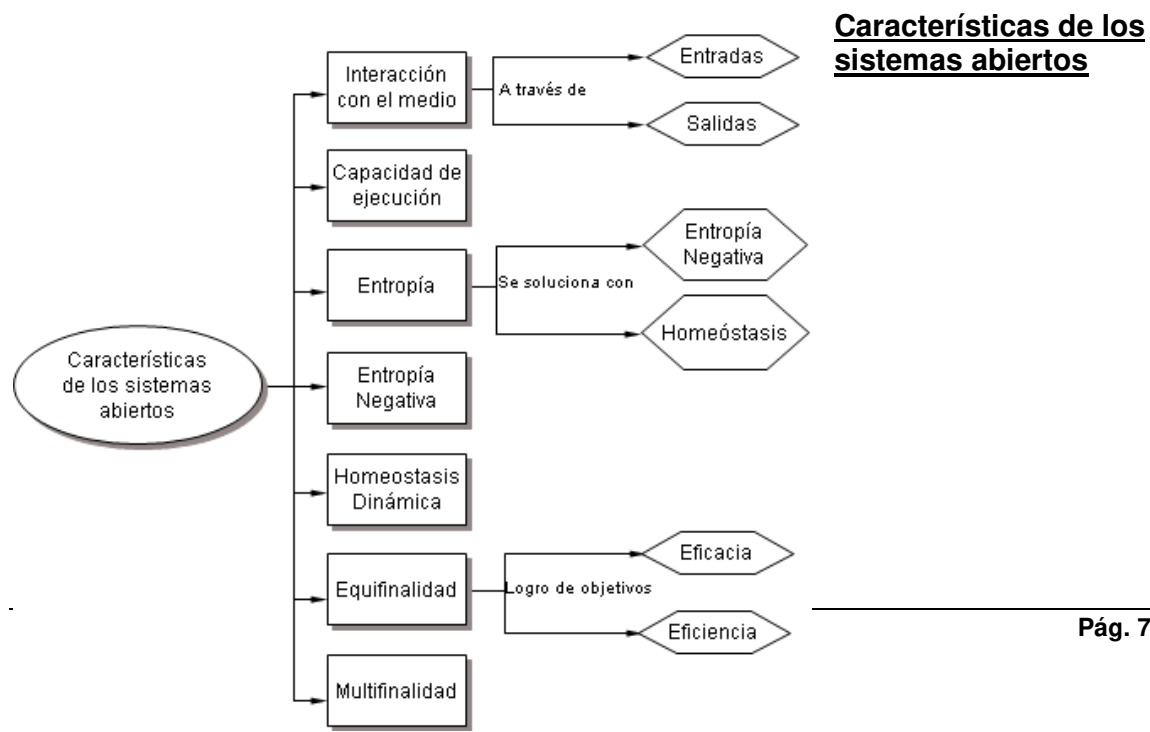 Características de los
sistemas abiertos
Entradas
Interacción
con el medio
A través de
Salidas
Capacidad de
ejecución
Entropía
Negativa
Entropía
Se soluciona con
Homeóstasis
Características
de los sistemas
abiertos
Entropía
Negativa
Homeostasis
Dinámica
Eficacia
Equifinalidad
Logro de objetivos
Eficiencia
Pág. 7
Multifinalidad